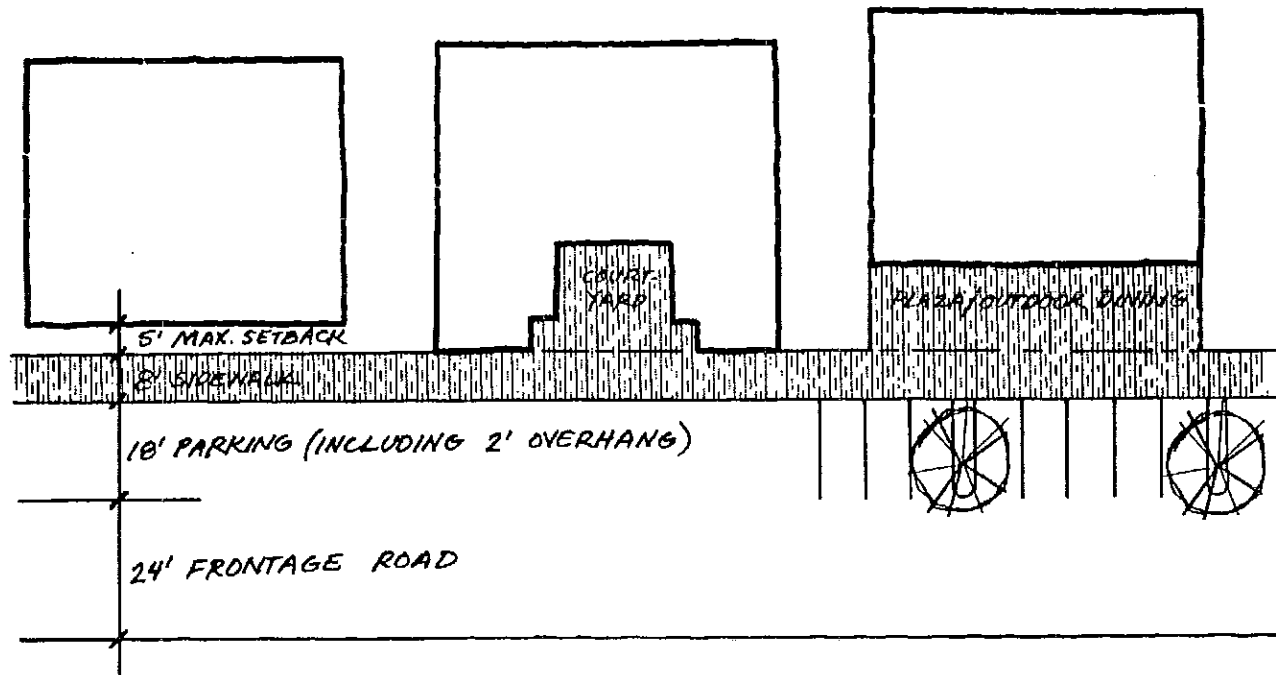 COURT-
YARD
PLAZA/OUTDOOR DINING
5' MAX. SETBACK
8' SIDEWALK
18' PARKING (INCLUDING 2' OVERHANG)
24' FRONTAGE ROAD